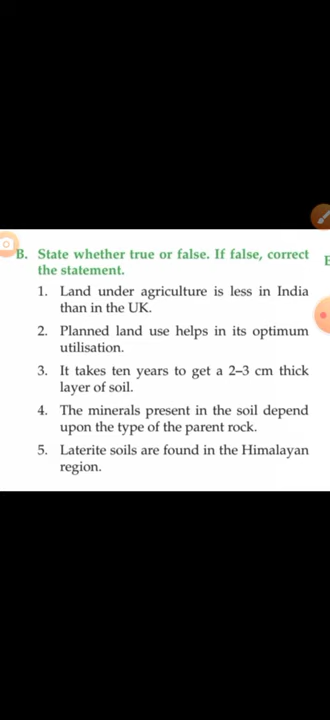 B. State whether true or false. If false, correct
the statement.
1. Land under agriculture is less in India
than in the UK.
2. Planned land use helps in its optimum
utilisation.
3. It takes ten years to get a 2–3 cm thick
layer of soil.
4. The minerals present in the soil depend
upon the type of the parent rock.
5. Laterite soils are found in the Himalayan
region.
E